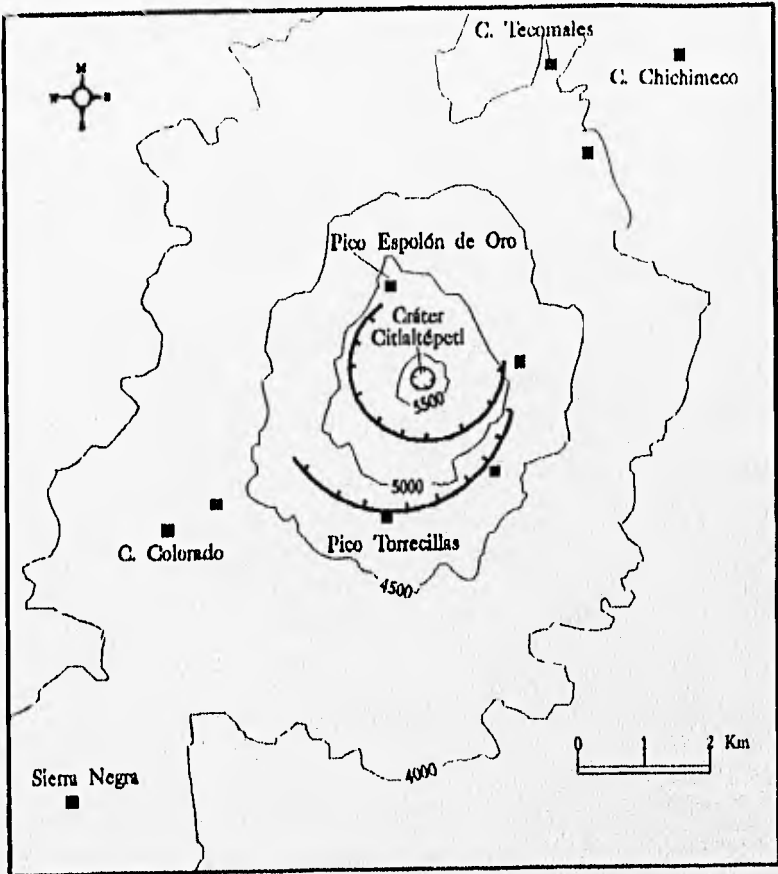 C. Tecomales
C. Chichimeco
W
Pico Espolón de Oro
Cráter
Citlaltépetl
5500
5000
C. Colorado
Pico Torrecillas
4500
0 1 2 Km
4000
Sierra Negra